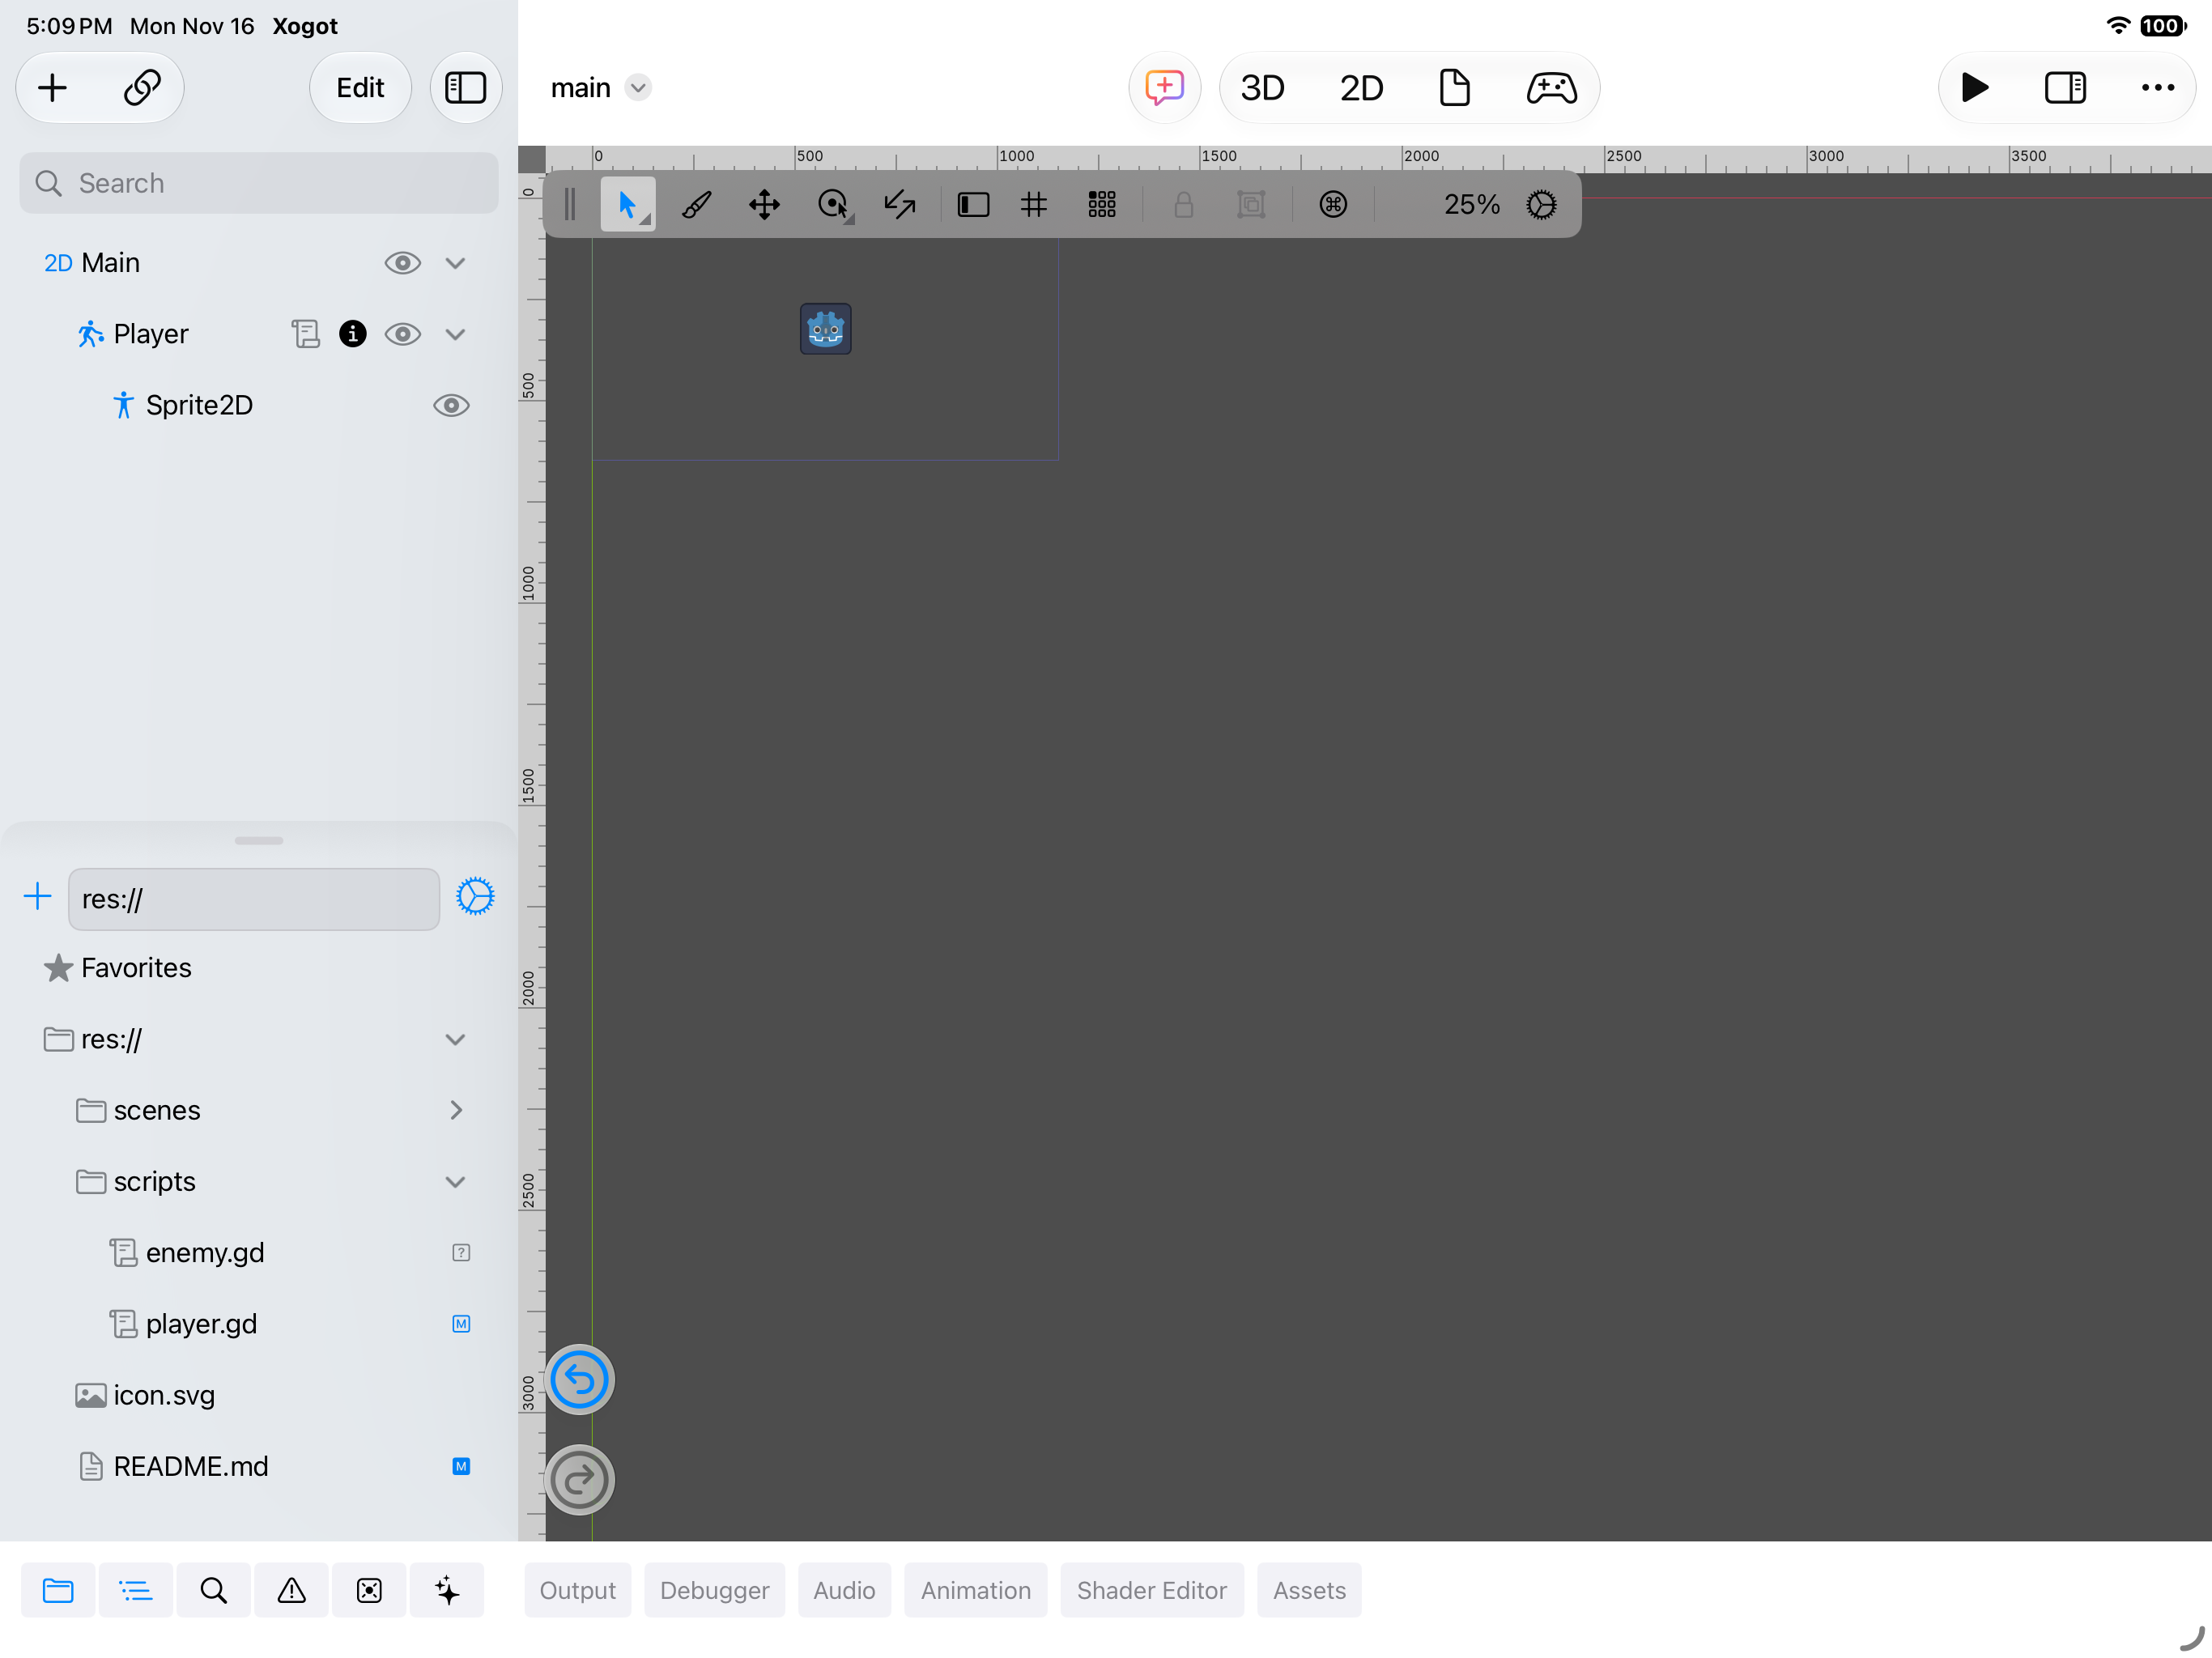 5:09 PM Mon Nov 16 Xogot
100
Edit
main
3D 2D
Search
0 500 1000 1500 2000 2500 3000 3500
25%
2D Main
Player
Sprite2D
0
500
1000
1500
2000
2500
3000
res://
Favorites
res://
scenes
scripts
enemy.gd ?
player.gd M
icon.svg
README.md M
Output Debugger Audio Animation Shader Editor Assets